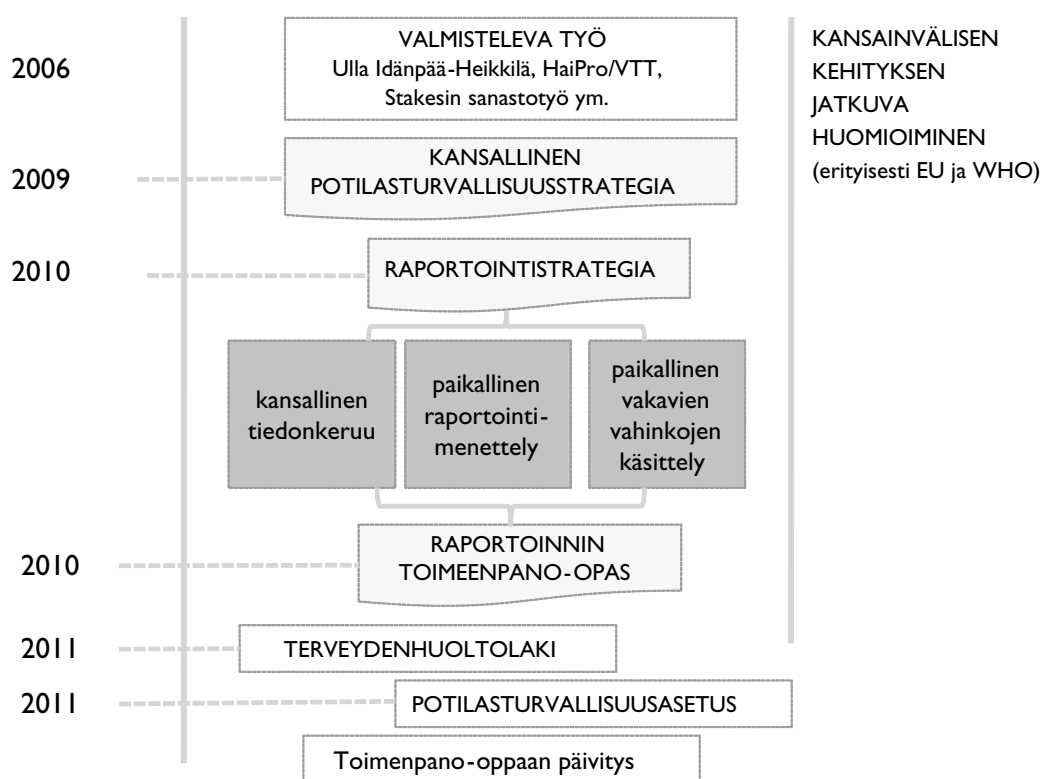 2006
VALMISTELEVA TYÖ
Ulla Idänpää-Heikkilä, HaiPro/VTT,
Stakesin sanastotyö ym.
KANSAINVÄLISEN
KEHITYKSEN
JATKUVA
HUOMIOIMINEN
(erityisesti EU ja WHO)
2009
KANSALLINEN
POTILASTURVALLISUUSSTRATEGIA
2010
RAPORTOINTISTRATEGIA
kansallinen
tiedonkeruu
paikallinen
raportointi-
menettely
paikallinen
vakavien
vahinkojen
käsittely
2010
RAPORTOINNIN
TOIMEENPANO-OPAS
2011
TERVEYDENHUOLTOLAKI
2011
POTILASTURVALLISUUSASETUS
Toimenpano-oppaan päivitys